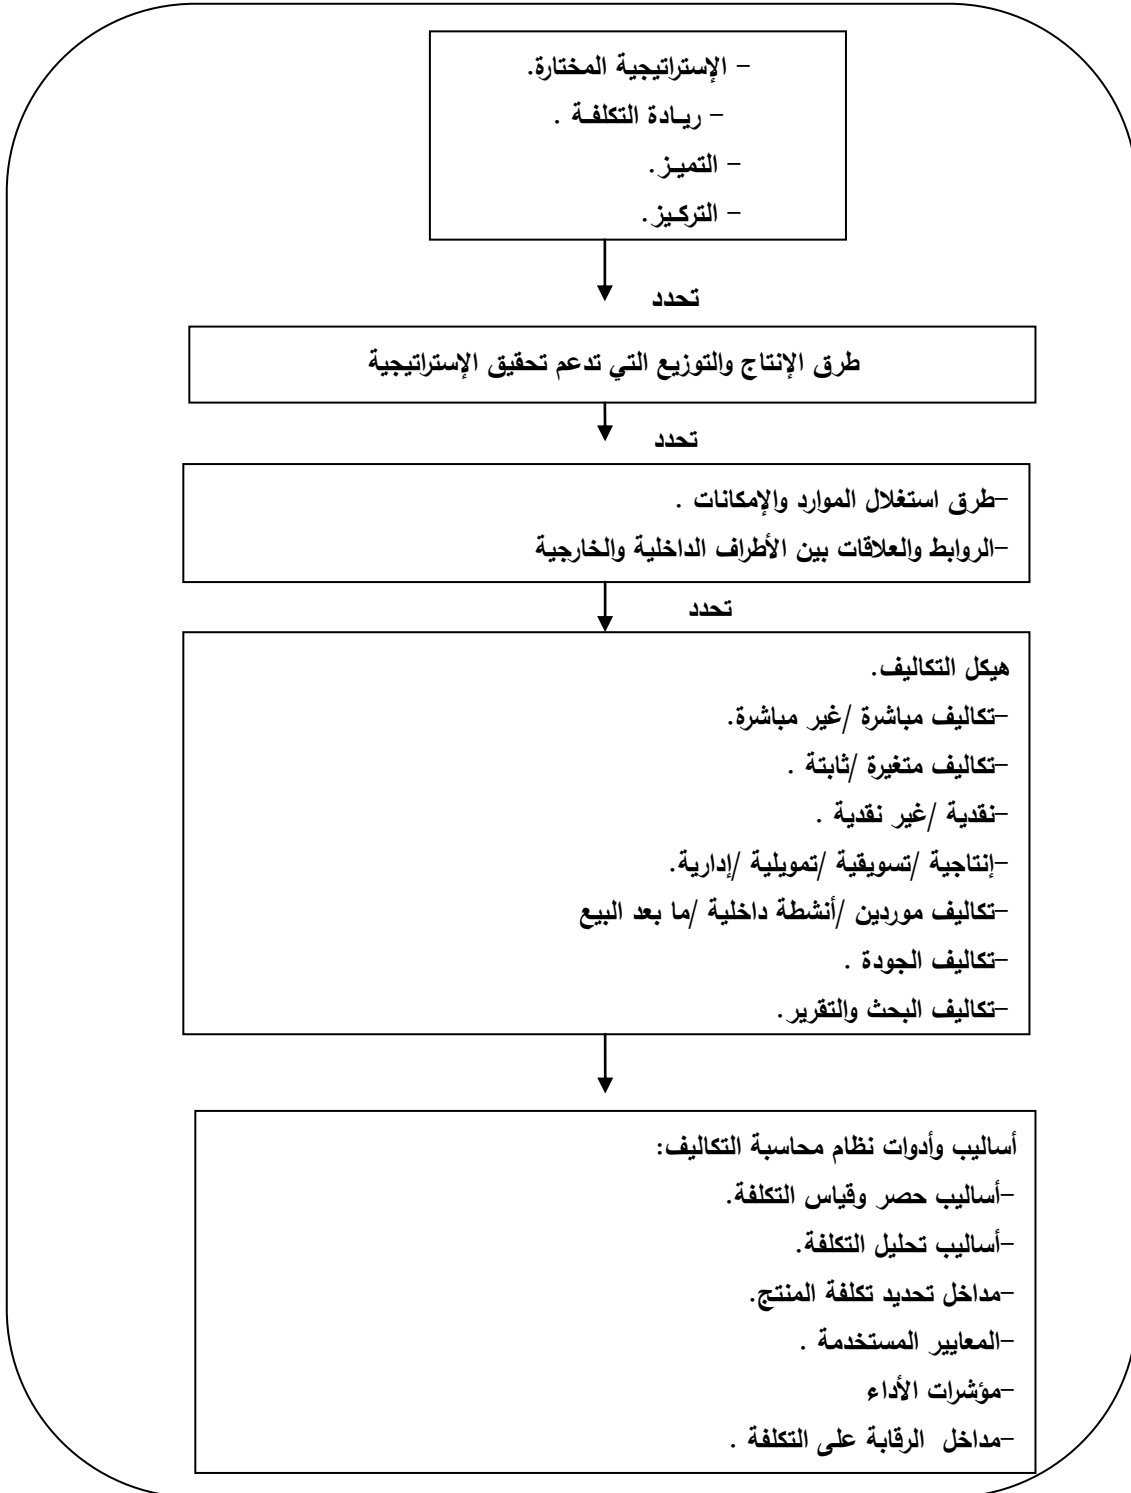 - الإستراتيجية المختارة.
- ريـادة التكلفـة .
- التميـز.
- التركـيز.
تحدد
طرق الإنتاج والتوزيع التي تدعم تحقيق الإستراتيجية
تحدد
-طرق استغلال الموارد والإمكانات .
-الروابط والعلاقات بين الأطراف الداخلية والخارجية
تحدد
هيكل التكاليف.
-تكاليف مباشرة /غير مباشرة.
-تكاليف متغيرة /ثابتة .
-نقدية /غير نقدية .
-إنتاجية /تسويقية /تمويلية /إدارية.
-تكاليف موردين /أنشطة داخلية /ما بعد البيع
-تكاليف الجودة .
-تكاليف البحث والتقرير.
أساليب وأدوات نظام محاسبة التكاليف:
-أساليب حصر وقياس التكلفة.
-أساليب تحليل التكلفة.
-مداخل تحديد تكلفة المنتج.
-المعايير المستخدمة .
-مؤشرات الأداء
-مداخل الرقابة على التكلفة .